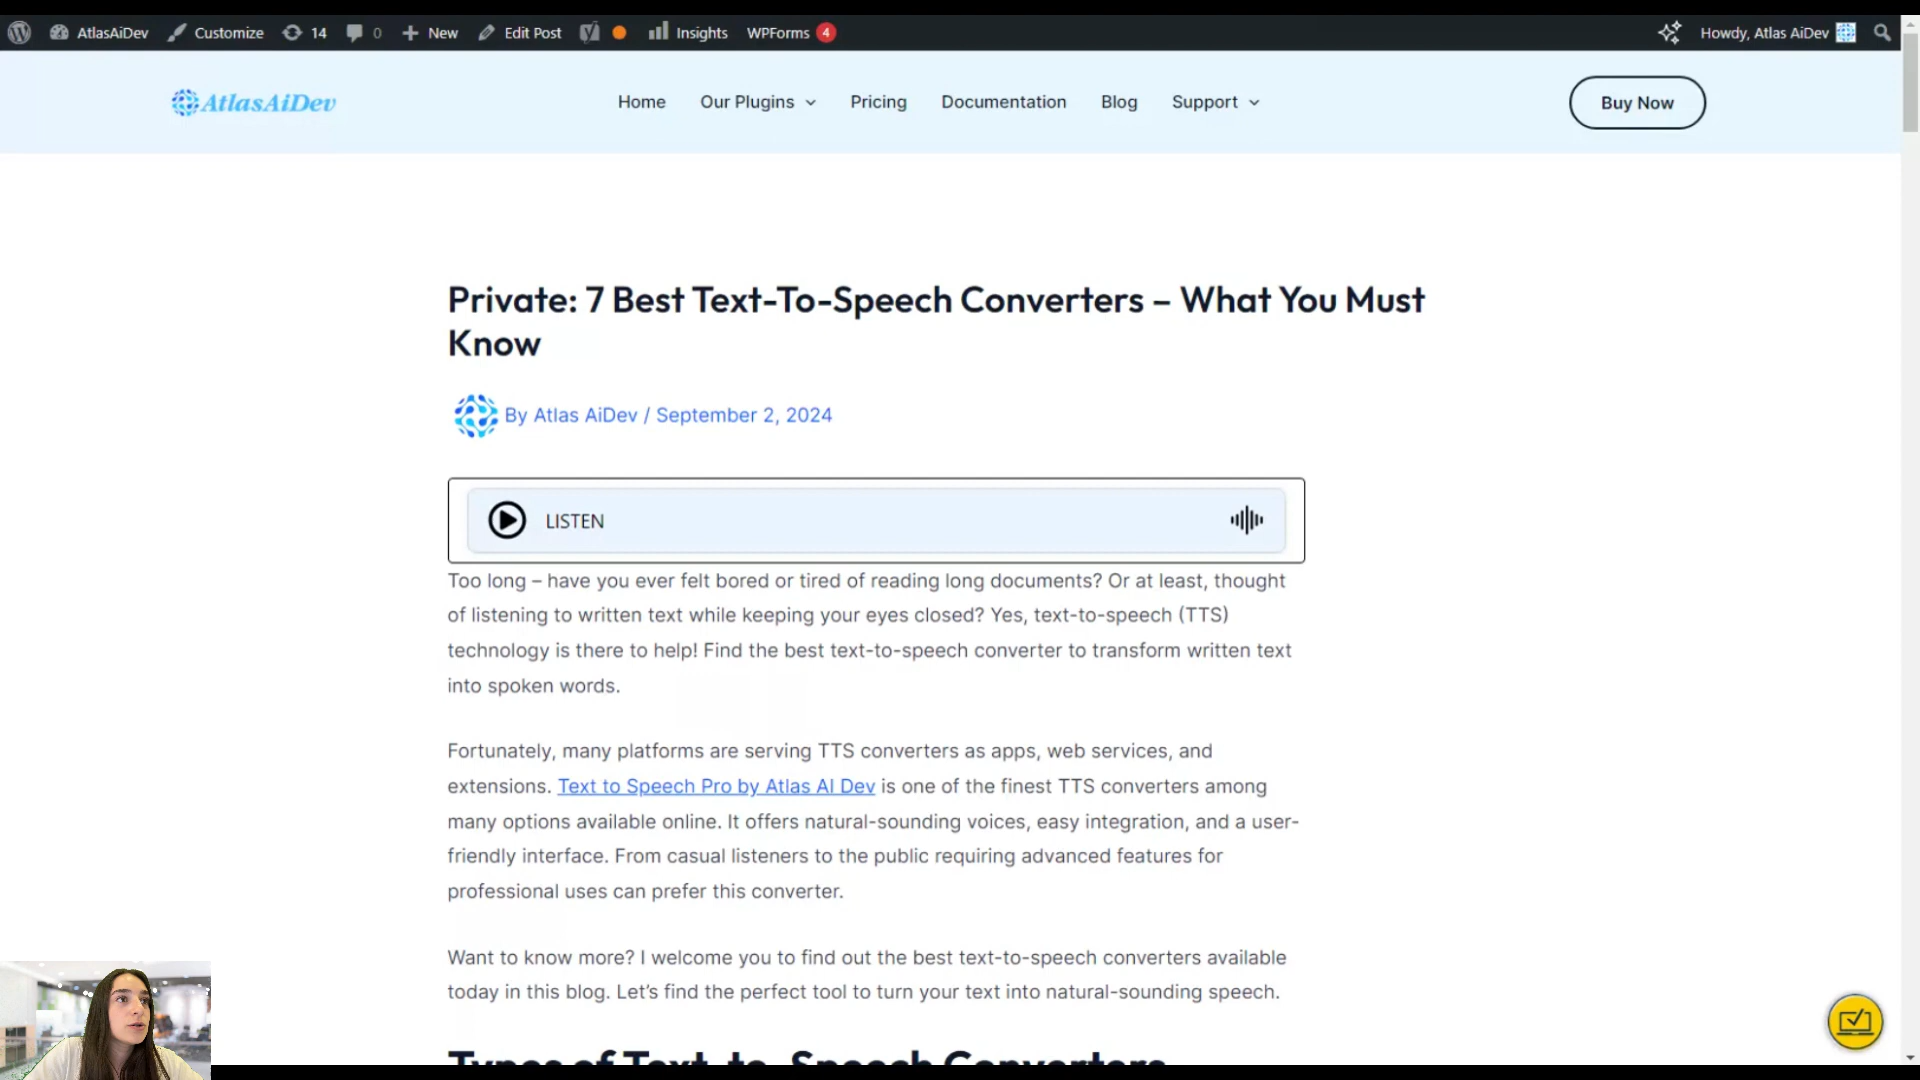 AtlasAiDev Customize 14 0 New Edit Post Insights WPForms 4 Howdy, Atlas AiDev
AtlasAiDev Home Our Plugins Pricing Documentation Blog Support Buy Now
Private: 7 Best Text-To-Speech Converters – What You Must
Know
By Atlas AiDev / September 2, 2024
LISTEN
Too long – have you ever felt bored or tired of reading long documents? Or at least, thought
of listening to written text while keeping your eyes closed? Yes, text-to-speech (TTS)
technology is there to help! Find the best text-to-speech converter to transform written text
into spoken words.
Fortunately, many platforms are serving TTS converters as apps, web services, and
extensions. Text to Speech Pro by Atlas AI Dev is one of the finest TTS converters among
many options available online. It offers natural-sounding voices, easy integration, and a user-
friendly interface. From casual listeners to the public requiring advanced features for
professional uses can prefer this converter.
Want to know more? I welcome you to find out the best text-to-speech converters available
today in this blog. Let's find the perfect tool to turn your text into natural-sounding speech.
Types of Text-to-Speech Converters